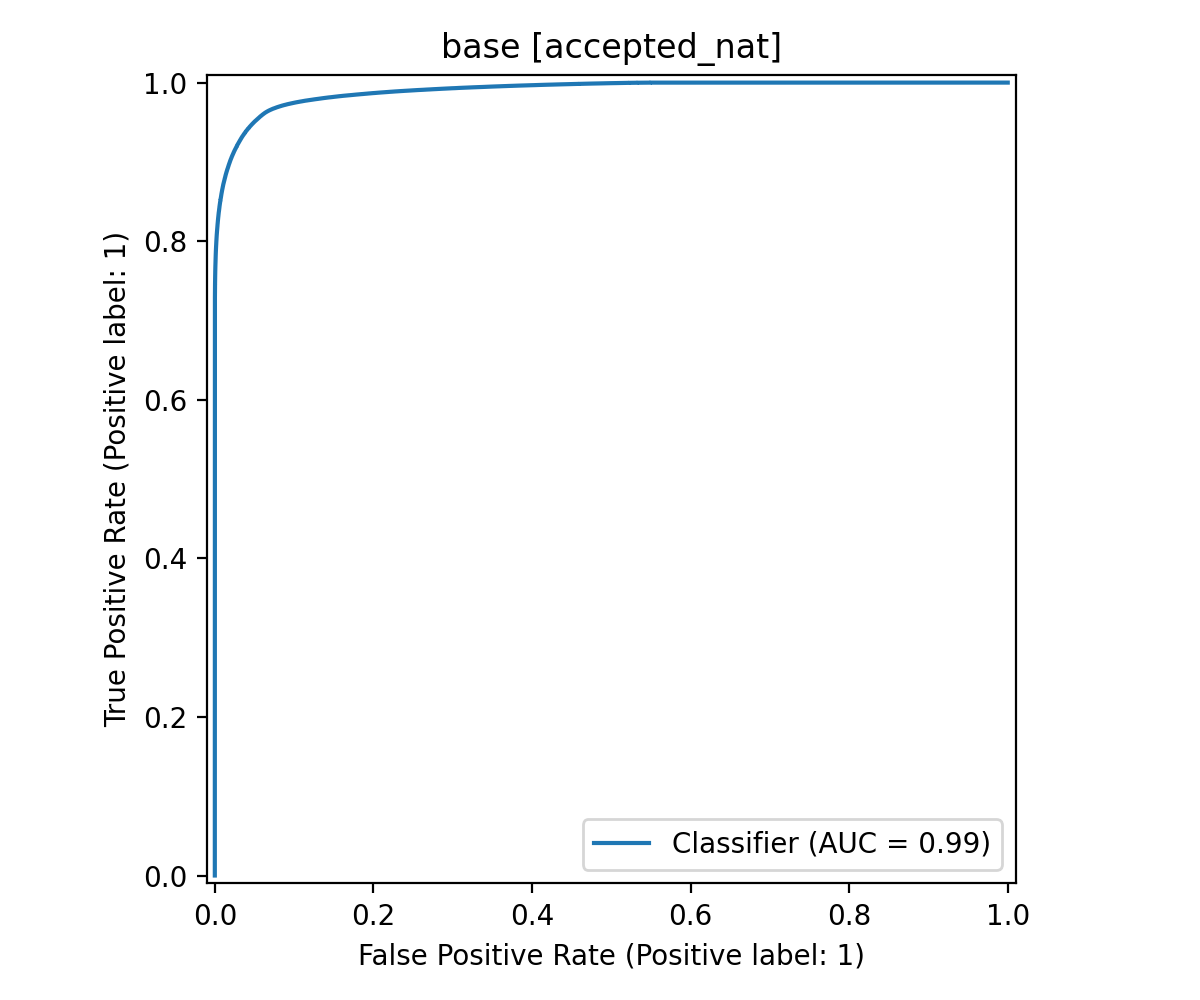 base [accepted_nat]
1.0
0.8
0.6
0.4
0.2
0.0
True Positive Rate (Positive label: 1)
Classifier (AUC = 0.99)
0.0 0.2 0.4 0.6 0.8 1.0
False Positive Rate (Positive label: 1)